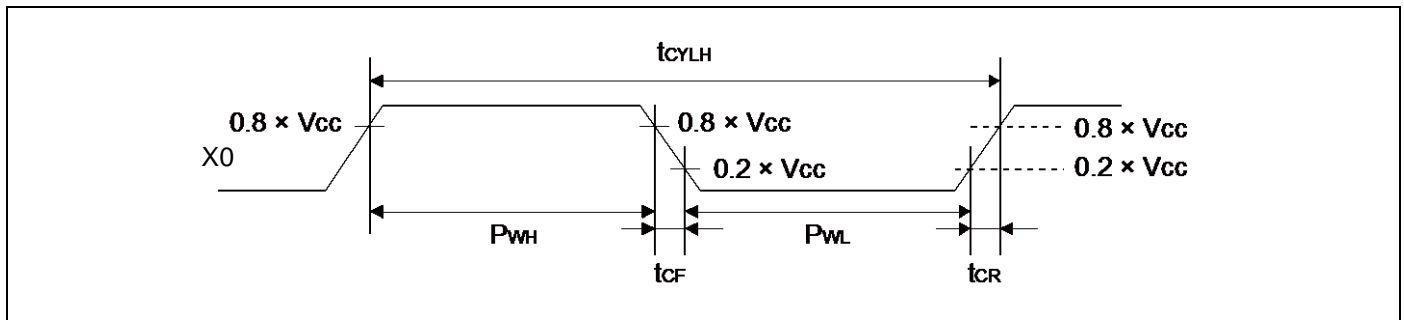 tCYLH
0.8 × Vcc
0.8 × Vcc
0.8 × Vcc
X0
0.2 × Vcc
0.2 × Vcc
PWH
PWL
tCF
tCR